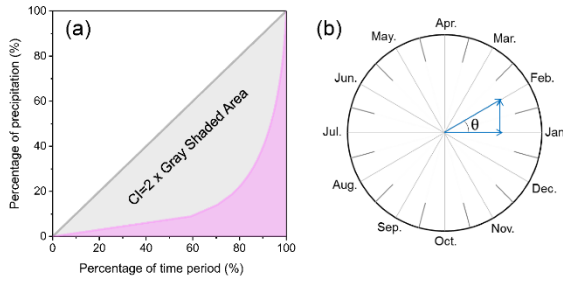 (a)
Percentage of precipitation (%)
100
80
60
40
20
0
CI=2 x Gray Shaded Area
0 20 40 60 80 100
Percentage of time period (%)
(b)
Apr.
May. Mar.
Jun. Feb.
θ
Jul. Jan
Aug. Dec.
Sep. Nov.
Oct.